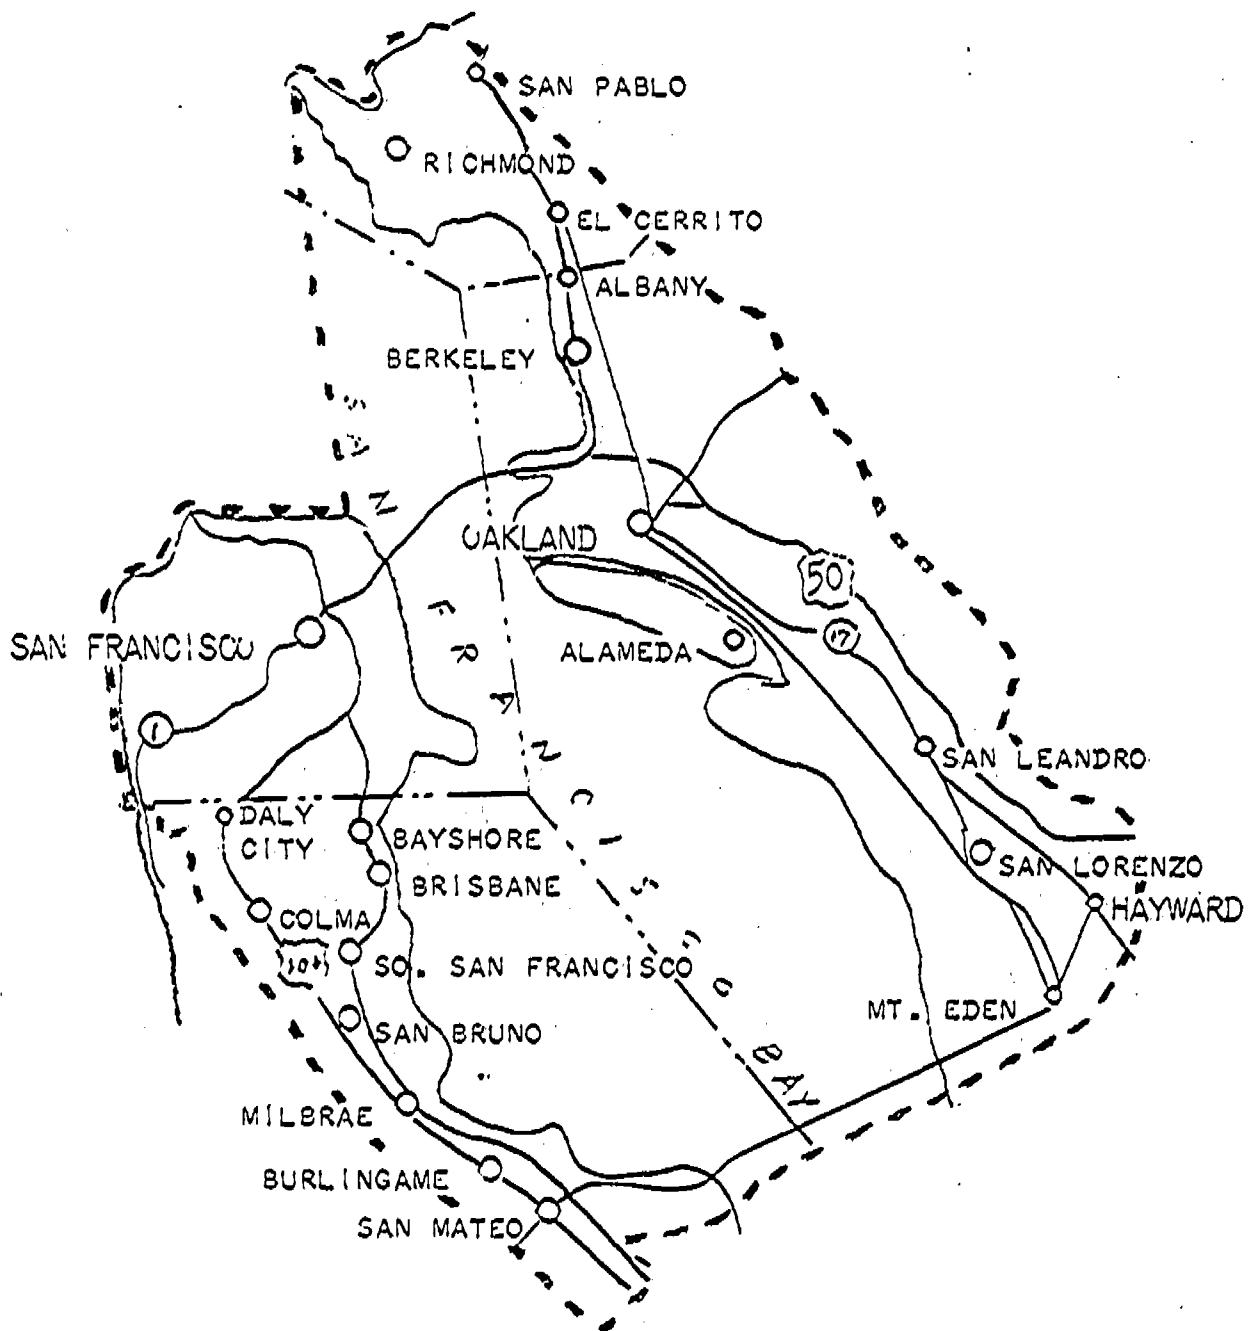 SAN PABLO
RICHMOND
EL CERRITO
ALBANY
BERKELEY
SAN FRANCISCO BAY
OAKLAND
50
17
SAN FRANCISCO
ALAMEDA
1
SAN LEANDRO
DALY
CITY
BAYSHORE
SAN LORENZO
BRISBANE
HAYWARD
COLMA
SO. SAN FRANCISCO
MT. EDEN
SAN BRUNO
MILBRAE
BURLINGAME
SAN MATEO